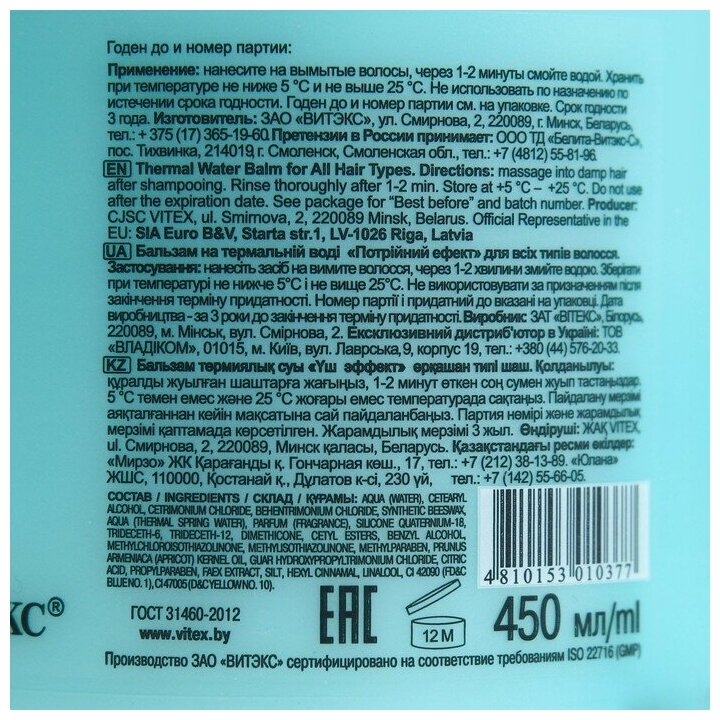 Годен до и номер партии:
Применение: нанесите на вымытые волосы, через 1-2 минуты смойте водой. Хранить
при температуре не ниже 5 °С и не выше 25 °С. Не использовать по назначению по
истечении срока годности. Годен до и номер партии см. на упаковке. Срок годности
3 года. Изготовитель: ЗАО «ВИТЭКС», ул. Смирнова, 2, 220089, г. Минск, Беларусь,
тел.: + 375 (17) 365-19-60. Претензии в России принимает: ООО ТД «Белита-Витэкс-С»,
пос. Тихвинка, 214019, г. Смоленск, Смоленская обл., тел.: +7 (4812) 55-81-96.
EN Thermal Water Balm for All Hair Types. Directions: massage into damp hair
after shampooing. Rinse thoroughly after 1-2 min. Store at +5 °C – +25 °C. Do not use
after the expiration date. See package for "Best before" and batch number. Producer:
CJSC VITEX, ul. Smirnova, 2, 220089 Minsk, Belarus. Official Representative in the
EU: SIA Euro B&V, Starta str.1, LV-1026 Riga, Latvia
UA Бальзам на термальній воді «Потрійний ефект» для всіх типів волосся.
Застосування: нанесіть засіб на вимите волосся, через 1-2 хвилини змийте водою. Зберігати
при температурі не нижче 5°С і не вище 25°С. Не використовувати за призначенням після
закінчення терміну придатності. Номер партії і придатний до вказані на упаковці. Дата
виробництва - за 3 роки до закінчення терміну придатності. Виробник: ЗАТ «ВІТЕКС», Білорусь,
220089, м. Мінськ, вул. Смірнова, 2. Ексклюзивний дистриб'ютор в Україні: ТОВ
«ВЛАДІКОМ», 01015, м. Київ, вул. Лаврська,9, корпус 19, тел.: +380 (44) 576-20-33.
KZ Бальзам термиялық суы «Үш эффект» әрқашан типі шаш. Қолданылуы:
құралды жуылған шаштарға жағыңыз, 1-2 минут өткен соң сумен жуып тастаңыздар.
5 °С төмен емес және 25 °С жоғары емес температурада сақтаңыз. Пайдалану мерзімі
аяқталғаннан кейін мақсатына сай пайдаланбаңыз. Партия нөмірі және жарамдылық
мерзімі қаптамада көрсетілген. Жарамдылық мерзімі 3 жыл. Өндіруші: ЖАҚ VITEX,
ul. Смирнова, 2, 220089, Минск қаласы, Беларусь. Қазақстандағы ресми өкілдер:
«Мирзо» ЖК Қарағанды қ. Гончарная көш., 17, тел.: +7 (212) 38-13-89. «Юлана»
ЖШС, 110000, Қостанай қ., Дұлатов к-сі, 230 үй, тел.: +7 (142) 55-66-05.
СОСТАВ / INGREDIENTS / СКЛАД / ҚҰРАМЫ: AQUA (WATER), CETEARYL
ALCOHOL, CETRIMONIUM CHLORIDE, BEHENTRIMONIUM CHLORIDE, SYNTHETIC BEESWAX,
AQUA (THERMAL SPRING WATER), PARFUM (FRAGRANCE), SILICONE QUATERNIUM-18,
TRIDECETH-6, TRIDECETH-12, DIMETHICONE, CETYL ESTERS, BENZYL ALCOHOL,
METHYLCHLOROISOTHIAZOLINONE, METHYLISOTHIAZOLINONE, METHYLPARABEN, PRUNUS
ARMENIACA (APRICOT) KERNEL OIL, GUAR HYDROXYPROPYLTRIMONIUM CHLORIDE, CITRIC
ACID, PROPYLPARABEN, FAEX EXTRACT, SILT, HEXYL CINNAMAL, LINALOOL, CI 42090 (FD&C
BLUE NO. 1), CI 47005 (D&C YELLOW NO. 10).
4 810153 010377
КС®
ГОСТ 31460-2012
www.vitex.by
EAC
12 M
450 мл/ml
Производство ЗАО «ВИТЭКС» сертифицировано на соответствие требованиям ISO 22716 (GMP)